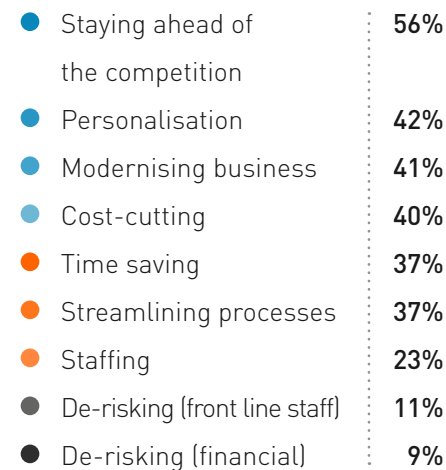 Staying ahead of 56%
the competition
Personalisation 42%
Modernising business 41%
Cost-cutting 40%
Time saving 37%
Streamlining processes 37%
Staffing 23%
De-risking (front line staff) 11%
De-risking (financial) 9%